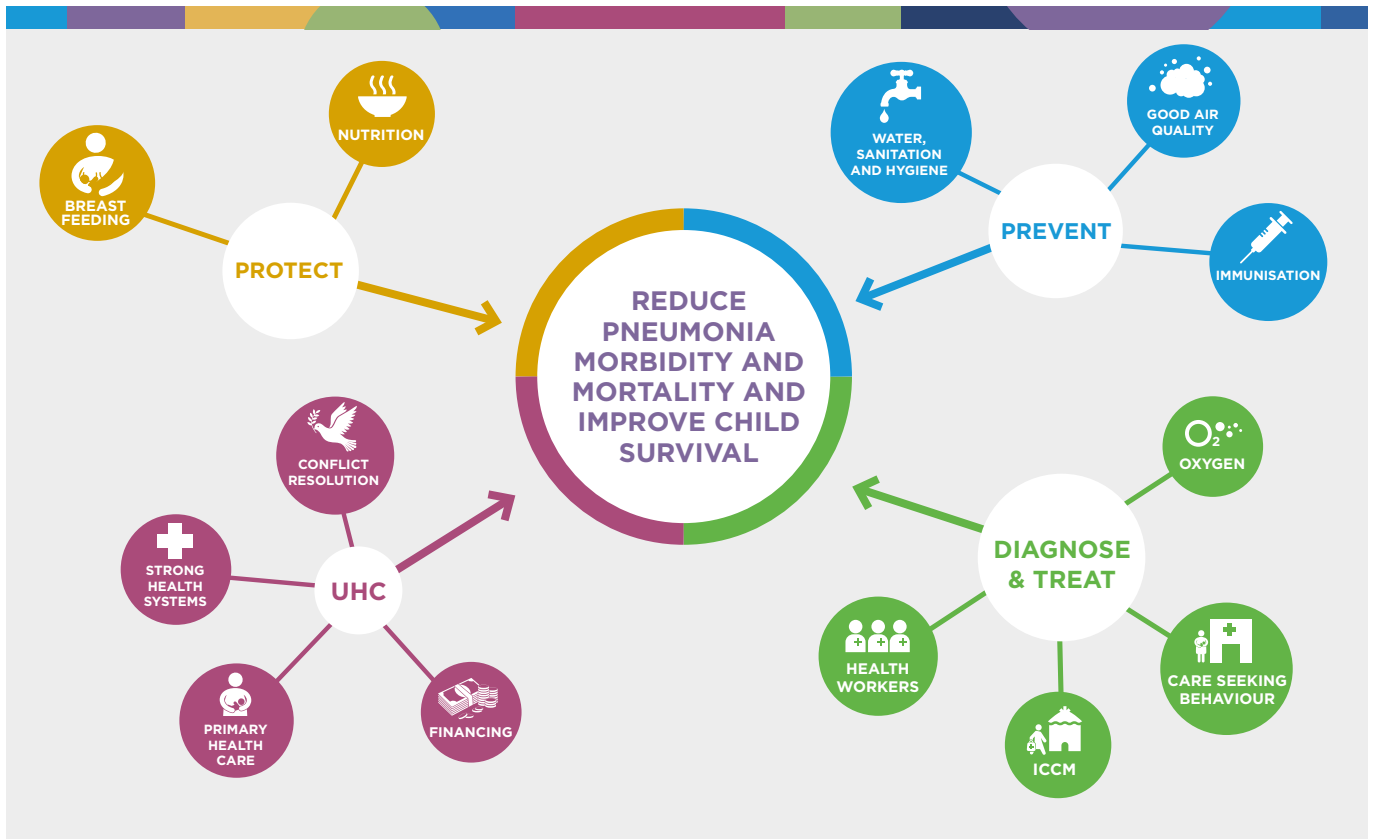 NUTRITION
BREAST
FEEDING
PROTECT
WATER,
SANITATION
AND HYGIENE
GOOD AIR
QUALITY
PREVENT
IMMUNISATION
REDUCE
PNEUMONIA
MORBIDITY AND
MORTALITY AND
IMPROVE CHILD
SURVIVAL
CONFLICT
RESOLUTION
STRONG
HEALTH
SYSTEMS
UHC
PRIMARY
HEALTH
CARE
FINANCING
O2
OXYGEN
DIAGNOSE
& TREAT
HEALTH
WORKERS
CARE SEEKING
BEHAVIOUR
ICCM